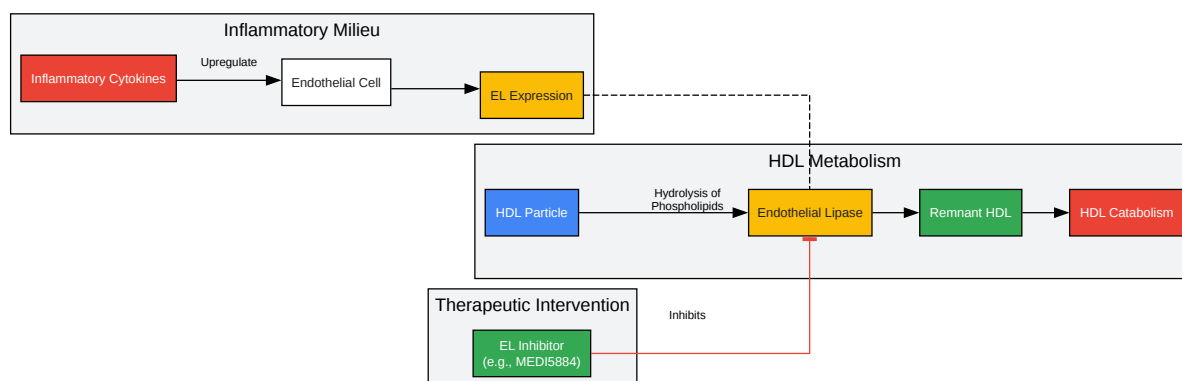 Inflammatory Milieu
Inflammatory Cytokines
Upregulate
Endothelial Cell
EL Expression
HDL Metabolism
HDL Particle
Hydrolysis of
Phospholipids
Endothelial Lipase
Remnant HDL
HDL Catabolism
Therapeutic Intervention
EL Inhibitor
(e.g., MEDI5884)
Inhibits